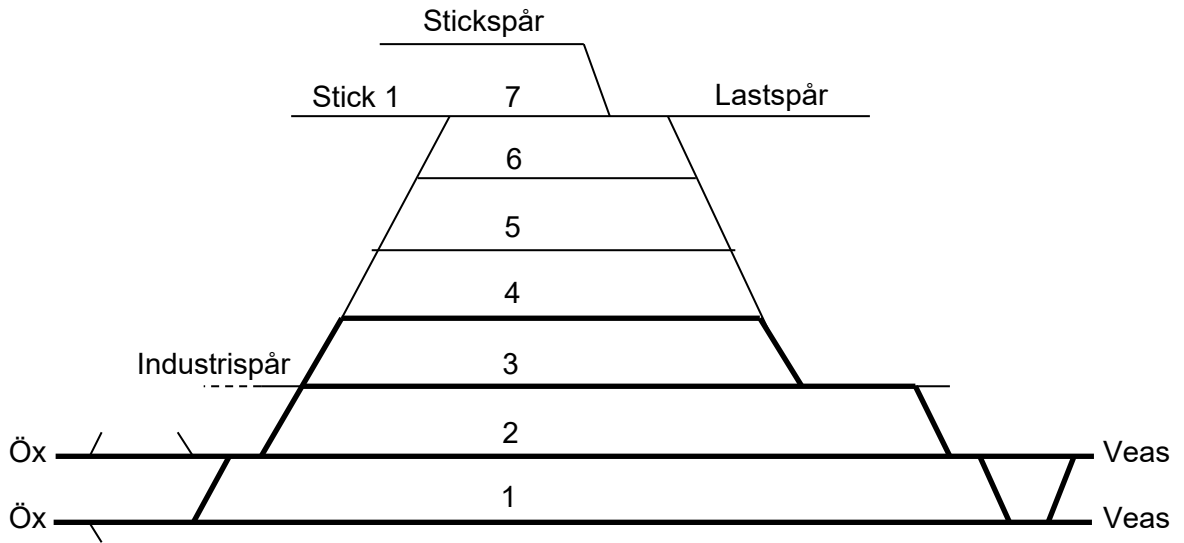 Stickspår
Stick 1 7 Lastspår
6
5
4
Industrispår 3
Öx 2 Veas
Öx 1 Veas